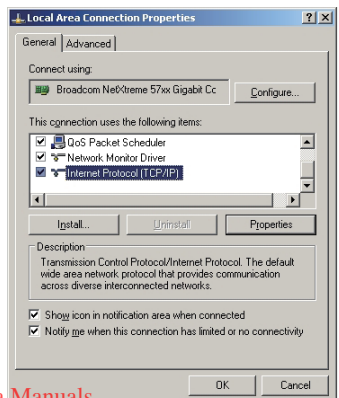 Local Area Connection Properties
General Advanced
Connect using:
Broadcom NetXtreme 57xx Gigabit Cc
Configure...
This connection uses the following items:
QoS Packet Scheduler
Network Monitor Driver
Internet Protocol (TCP/IP)
Install... Uninstall Properties
Description
Transmission Control Protocol/Internet Protocol. The default
wide area network protocol that provides communication
across diverse interconnected networks.
Show icon in notification area when connected
Notify me when this connection has limited or no connectivity
OK Cancel
Manuals